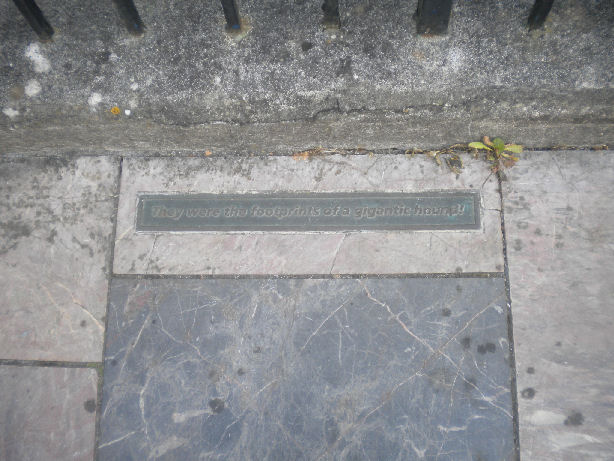 They were the footprints of a gigantic hound!